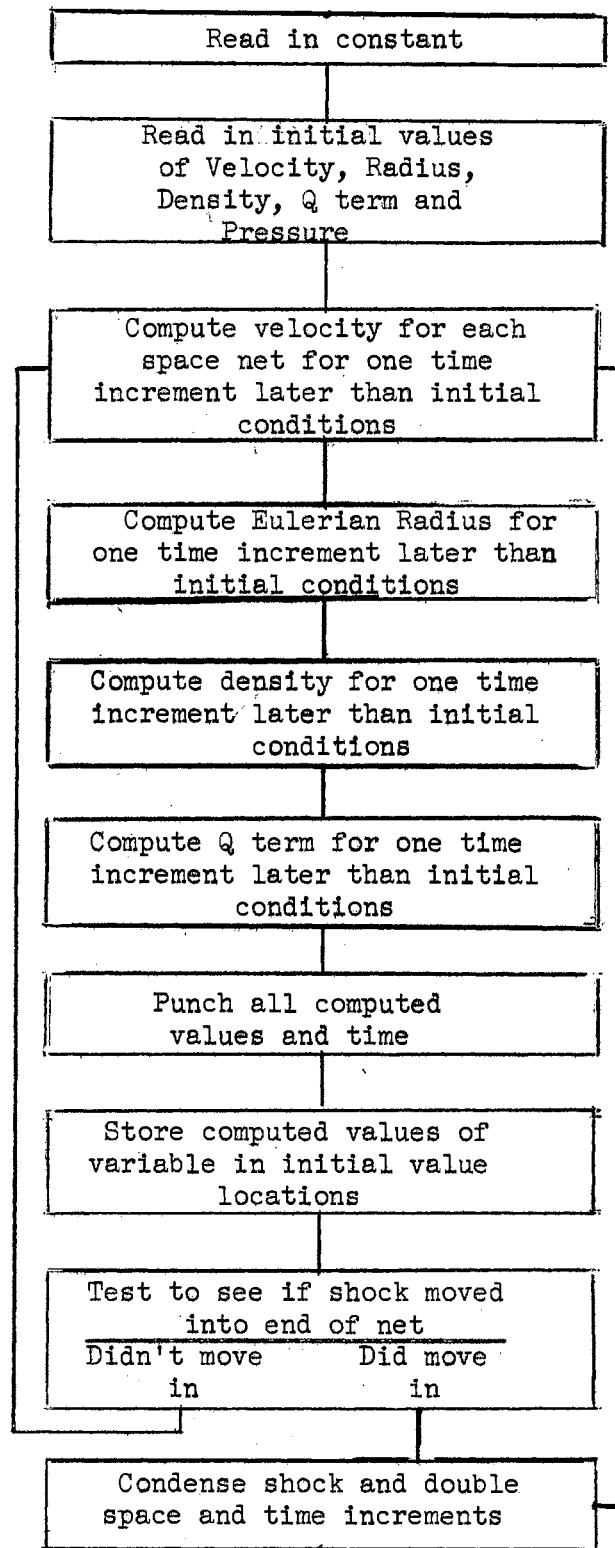 Read in constant
Read in initial values
of Velocity, Radius,
Density, Q term and
Pressure
Compute velocity for each
space net for one time
increment later than initial
conditions
Compute Eulerian Radius for
one time increment later than
initial conditions
Compute density for one time
increment later than initial
conditions
Compute Q term for one time
increment later than initial
conditions
Punch all computed
values and time
Store computed values of
variable in initial value
locations
Test to see if shock moved
into end of net
Didn't move Did move
in in
Condense shock and double
space and time increments